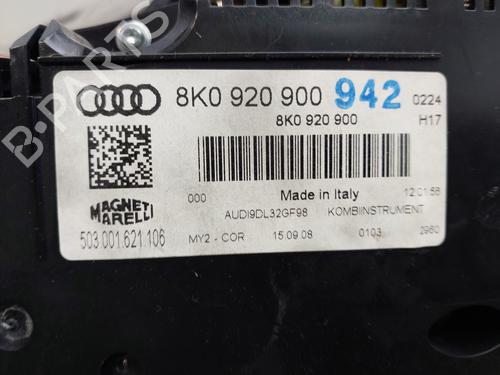 8K0 920 900 942 0224
8K0 920 900 H17
000 Made in Italy 12:01:56
MAGNETI MARELLI
AUDI9DL32GF98 KOMBIINSTRUMENT
503.001.621.106 MY2 - COR 15.09.08 0103 2960
B-PARTS